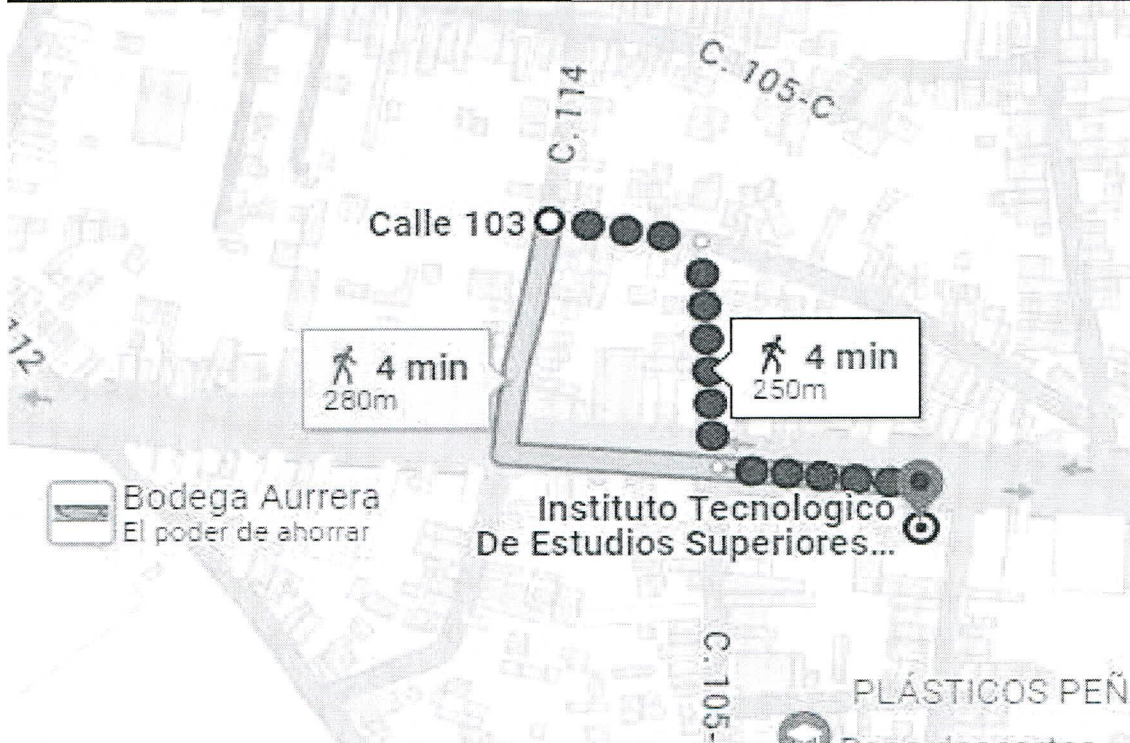 C. 105-C
C. 114
Calle 103
112
4 min
280m
4 min
250m
Bodega Aurrera
El poder de ahorrar
Instituto Tecnologico
De Estudios Superiores...
C. 105-
PLÁSTICOS PEÑ